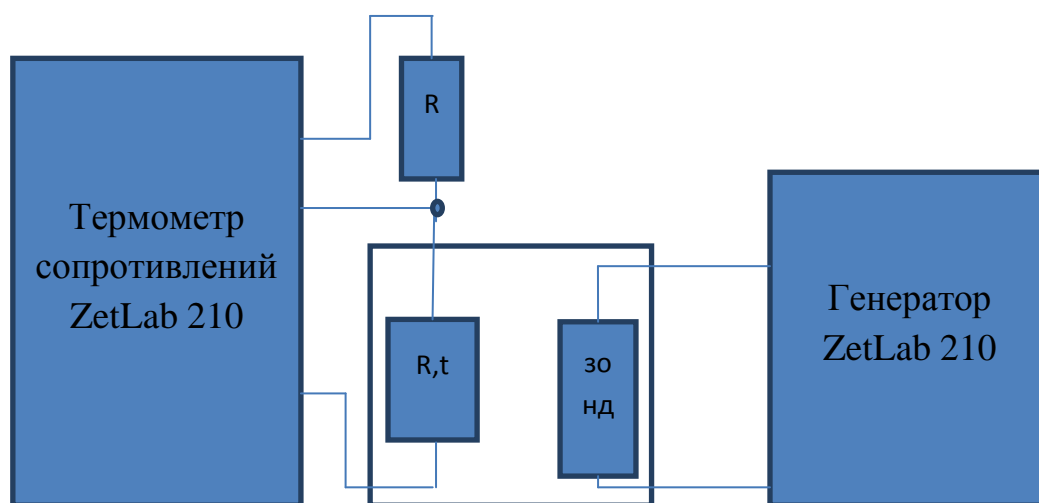 R
Термометр
сопротивлений
ZetLab 210
R,t
зо
нд
Генератор
ZetLab 210